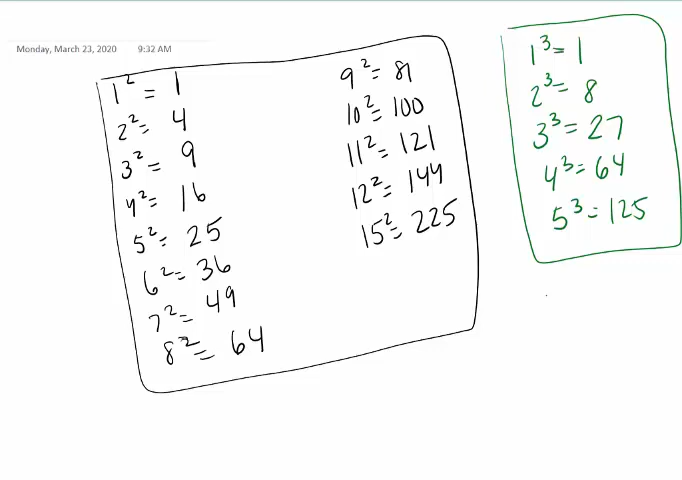 Monday, March 23, 2020 9:32 AM
1² = 1
2² = 4
3² = 9
4² = 16
5² = 25
6² = 36
7² = 49
8² = 64
9² = 81
10² = 100
11² = 121
12² = 144
15² = 225
1³ = 1
2³ = 8
3³ = 27
4³ = 64
5³ = 125